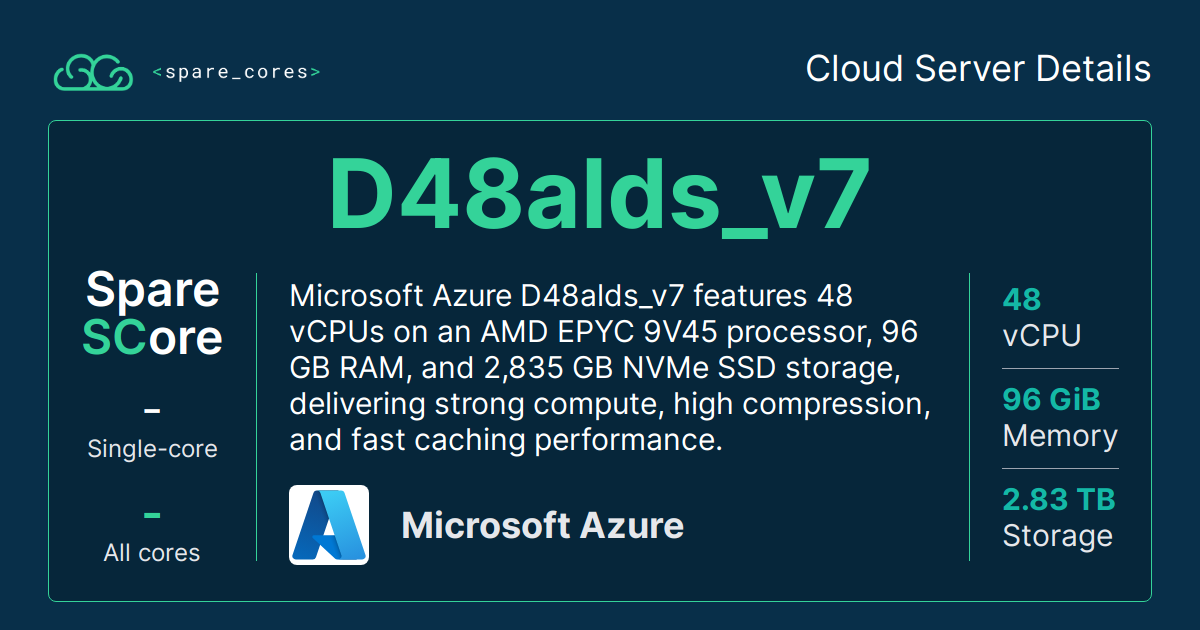 <spare_cores>
Cloud Server Details
D48alds_v7
Spare
SCore
–
Single-core
–
All cores
Microsoft Azure D48alds_v7 features 48
vCPUs on an AMD EPYC 9V45 processor, 96
GB RAM, and 2,835 GB NVMe SSD storage,
delivering strong compute, high compression,
and fast caching performance.
Microsoft Azure
48
vCPU
96 GiB
Memory
2.83 TB
Storage